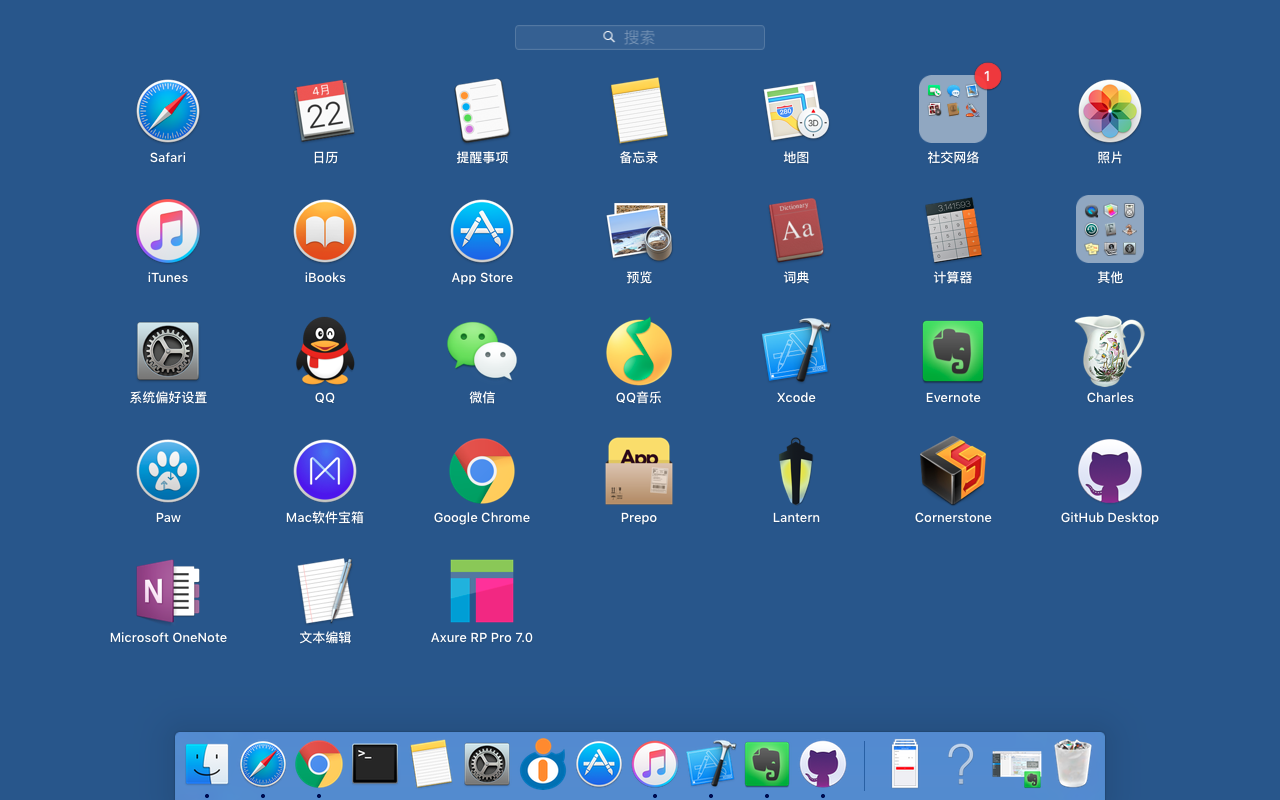 搜索
4月
22
280
3D
1
Safari
日历
提醒事项
备忘录
地图
社交网络
照片
Dictionary
Aa
3.141593
iTunes
iBooks
App Store
预览
词典
计算器
其他
系统偏好设置
QQ
微信
QQ音乐
Xcode
Evernote
Charles
App
Paw
Mac软件宝箱
Google Chrome
Prepo
Lantern
Cornerstone
GitHub Desktop
N
Microsoft OneNote
文本编辑
Axure RP Pro 7.0
>_
?